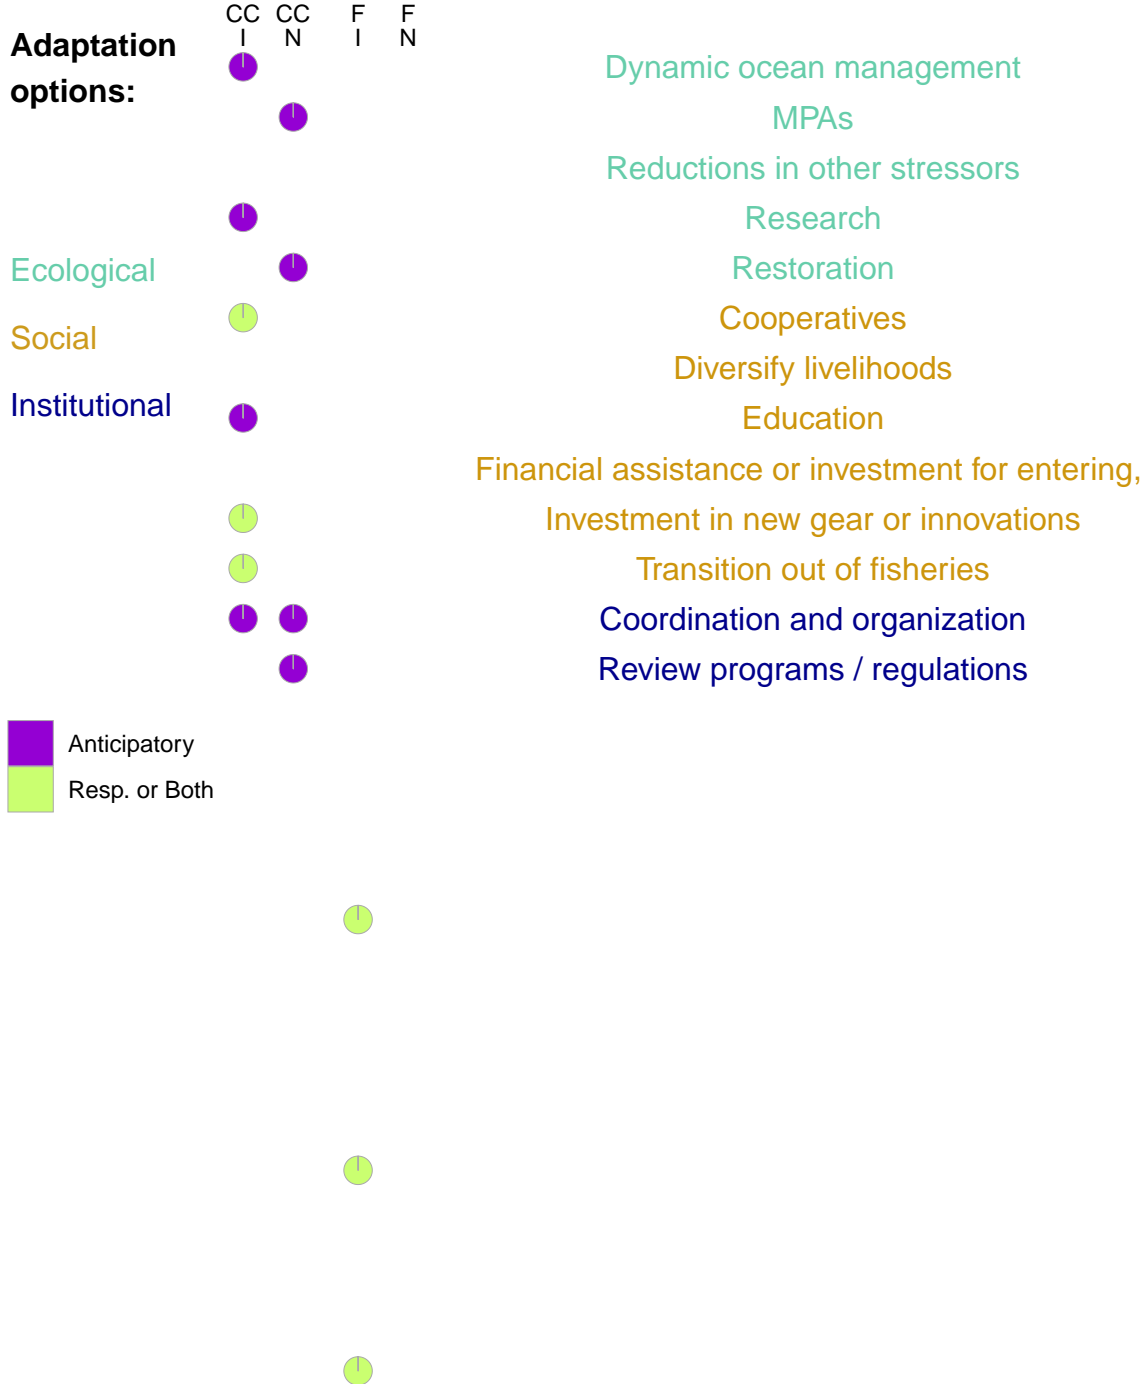 CC CC F F
I N I N
Adaptation
options:
Dynamic ocean management
MPAs
Reductions in other stressors
Research
Ecological
Restoration
Cooperatives
Social
Diversify livelihoods
Institutional
Education
Financial assistance or investment for entering,
Investment in new gear or innovations
Transition out of fisheries
Coordination and organization
Review programs / regulations
Anticipatory
Resp. or Both